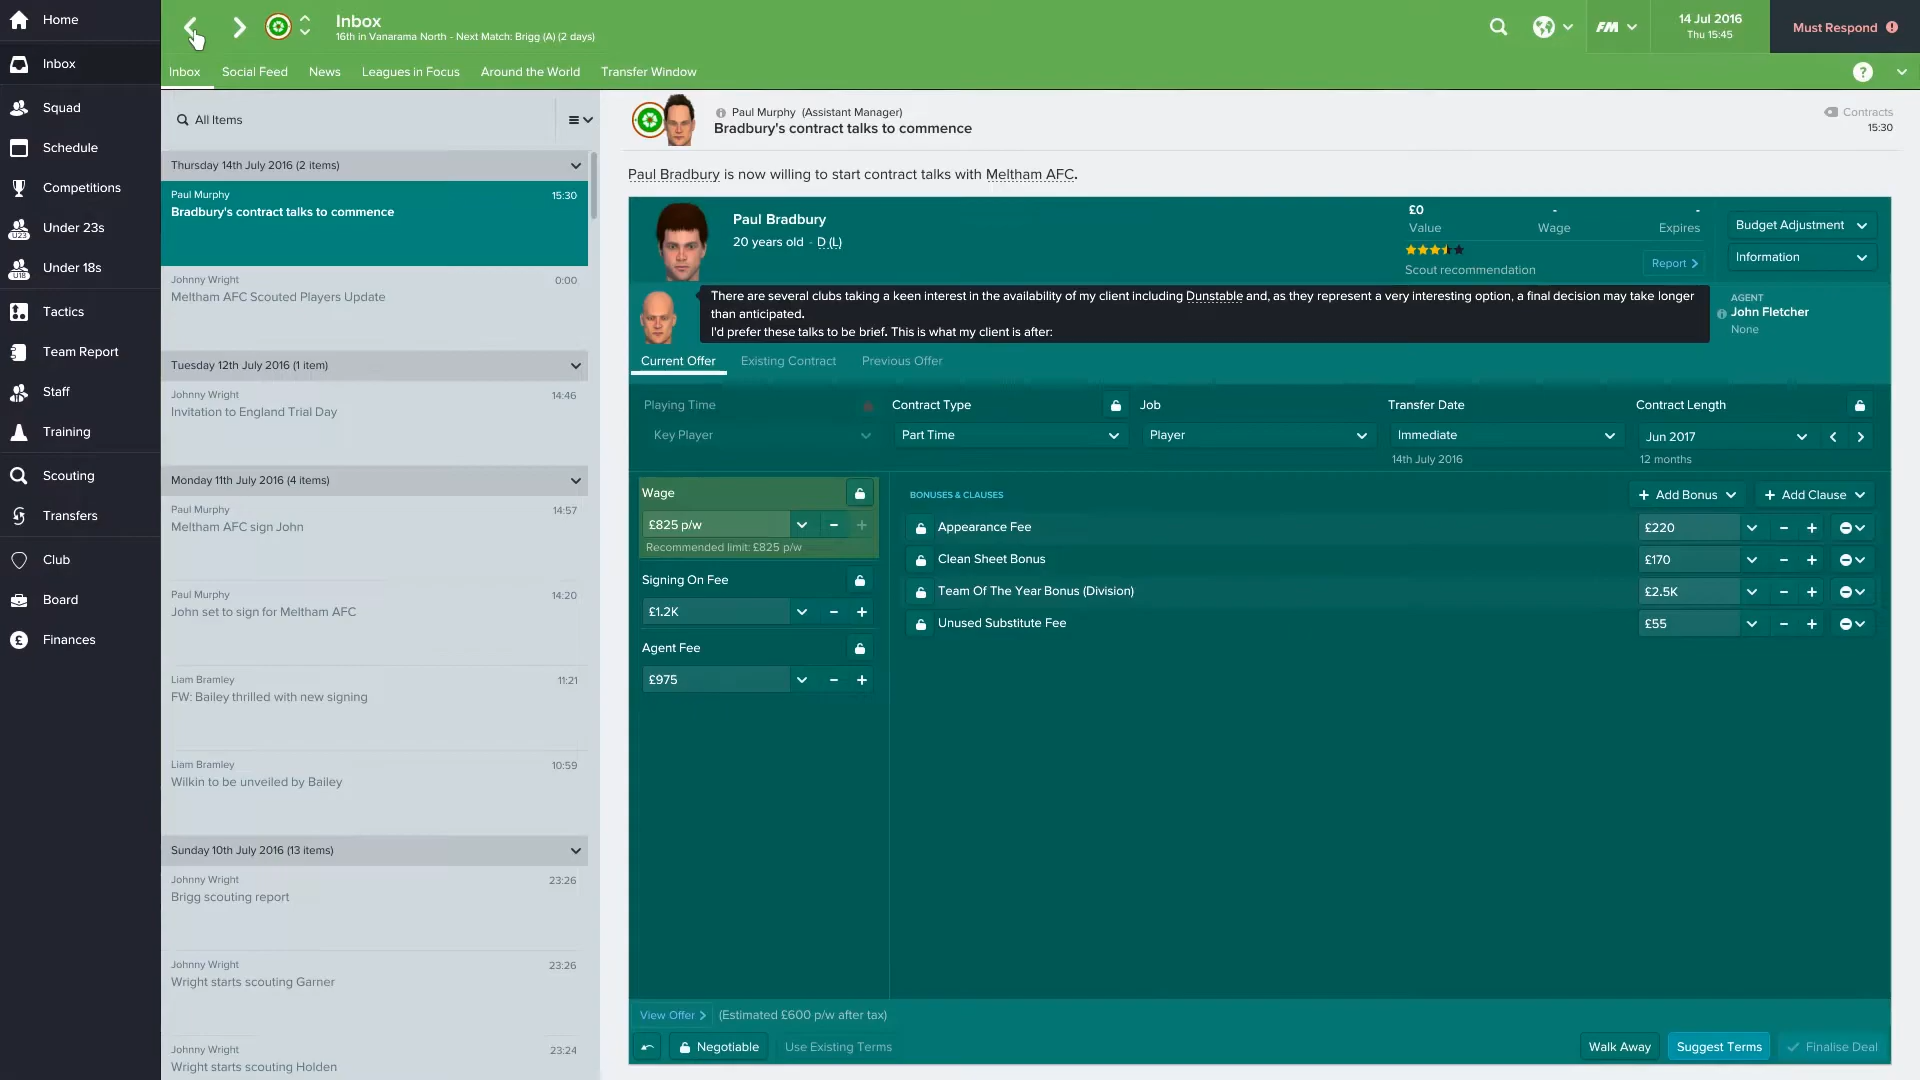 Home
Inbox
Squad
Schedule
Competitions
U23
Under 23s
U18
Under 18s
Tactics
Team Report
Staff
Training
Scouting
Transfers
Club
Board
Finances
Inbox
16th in Vanarama North - Next Match: Brigg (A) (2 days)
FM
14 Jul 2016
Thu 15:45
Must Respond
Inbox Social Feed News Leagues in Focus Around the World Transfer Window
?
All Items
Thursday 14th July 2016 (2 items)
Paul Murphy 15:30
Bradbury's contract talks to commence
Johnny Wright 0:00
Meltham AFC Scouted Players Update
Tuesday 12th July 2016 (1 item)
Johnny Wright 14:46
Invitation to England Trial Day
Monday 11th July 2016 (4 items)
Paul Murphy 14:57
Meltham AFC sign John
Paul Murphy 14:20
John set to sign for Meltham AFC
Liam Bramley 11:21
FW: Bailey thrilled with new signing
Liam Bramley 10:59
Wilkin to be unveiled by Bailey
Sunday 10th July 2016 (13 items)
Johnny Wright 23:26
Brigg scouting report
Johnny Wright 23:26
Wright starts scouting Garner
Johnny Wright 23:24
Wright starts scouting Holden
Paul Murphy (Assistant Manager)
Bradbury's contract talks to commence
Contracts
15:30
Paul Bradbury is now willing to start contract talks with Meltham AFC.
Paul Bradbury
20 years old - D (L)
£0 - -
Value Wage Expires
Scout recommendation
Report >
Budget Adjustment
Information
There are several clubs taking a keen interest in the availability of my client including Dunstable and, as they represent a very interesting option, a final decision may take longer
than anticipated.
I'd prefer these talks to be brief. This is what my client is after:
AGENT
John Fletcher
None
Current Offer Existing Contract Previous Offer
Playing Time Contract Type Job Transfer Date Contract Length
Key Player Part Time Player Immediate Jun 2017
14th July 2016 12 months
Wage
£825 p/w - +
Recommended limit: £825 p/w
Signing On Fee
£1.2K - +
Agent Fee
£975 - +
BONUSES & CLAUSES + Add Bonus + Add Clause
Appearance Fee £220 - +
Clean Sheet Bonus £170 - +
Team Of The Year Bonus (Division) £2.5K - +
Unused Substitute Fee £55 - +
View Offer > (Estimated £600 p/w after tax)
Negotiable Use Existing Terms Walk Away Suggest Terms Finalise Deal